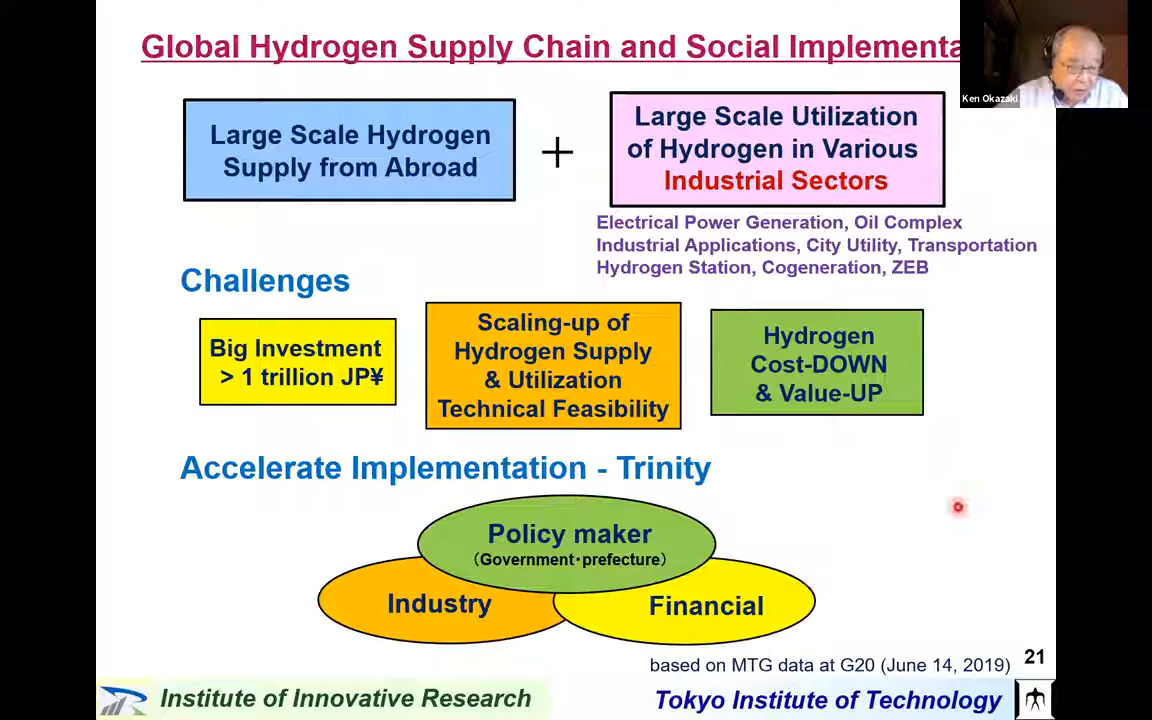 Global Hydrogen Supply Chain and Social Implementa
Ken Okazaki
Large Scale Hydrogen
Supply from Abroad
+
Large Scale Utilization
of Hydrogen in Various
Industrial Sectors
Electrical Power Generation, Oil Complex
Industrial Applications, City Utility, Transportation
Hydrogen Station, Cogeneration, ZEB
Challenges
Big Investment
> 1 trillion JP¥
Scaling-up of
Hydrogen Supply
& Utilization
Technical Feasibility
Hydrogen
Cost-DOWN
& Value-UP
Accelerate Implementation - Trinity
Policy maker
（Government･prefecture）
Industry
Financial
based on MTG data at G20 (June 14, 2019)
21
Institute of Innovative Research
Tokyo Institute of Technology